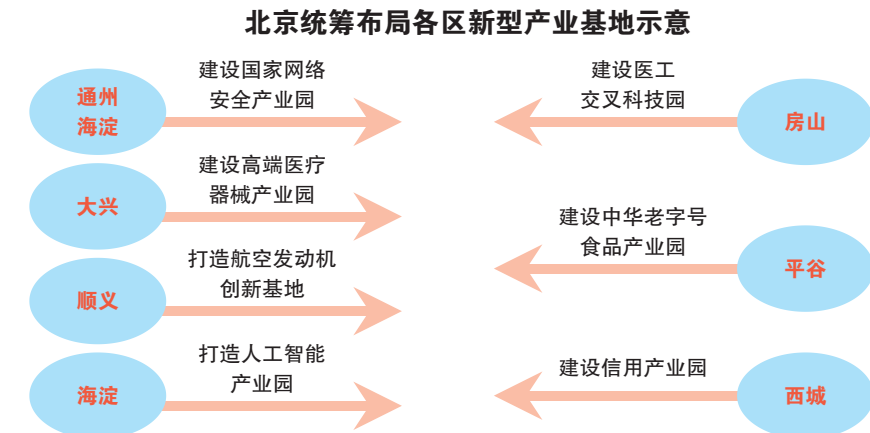 北京统筹布局各区新型产业基地示意
通州
海淀
建设国家网络
安全产业园
大兴
建设高端医疗
器械产业园
顺义
打造航空发动机
创新基地
海淀
打造人工智能
产业园
建设医工
交叉科技园
房山
建设中华老字号
食品产业园
平谷
建设信用产业园
西城